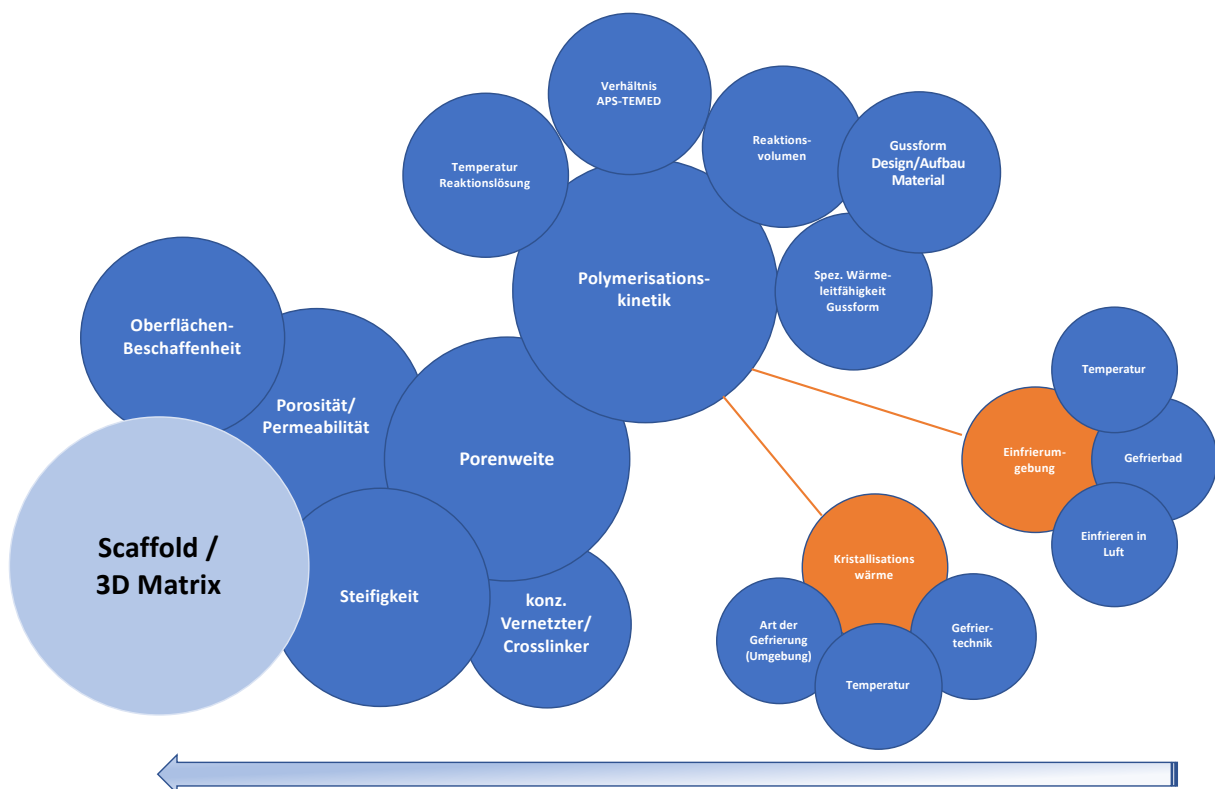 Verhältnis
APS-TEMED
Reaktions-
volumen
Gussform
Design/Aufbau
Material
Temperatur
Reaktionslösung
Polymerisations-
kinetik
Spez. Wärme-
leitfähigkeit
Gussform
Oberflächen-
Beschaffenheit
Porosität/
Permeabilität
Porenweite
Temperatur
Einfrierum-
gebung
Gefrierbad
Einfrieren in
Luft
Scaffold /
3D Matrix
Steifigkeit
konz.
Vernetzter/
Crosslinker
Kristallisations
wärme
Art der
Gefrierung
(Umgebung)
Gefrier-
technik
Temperatur